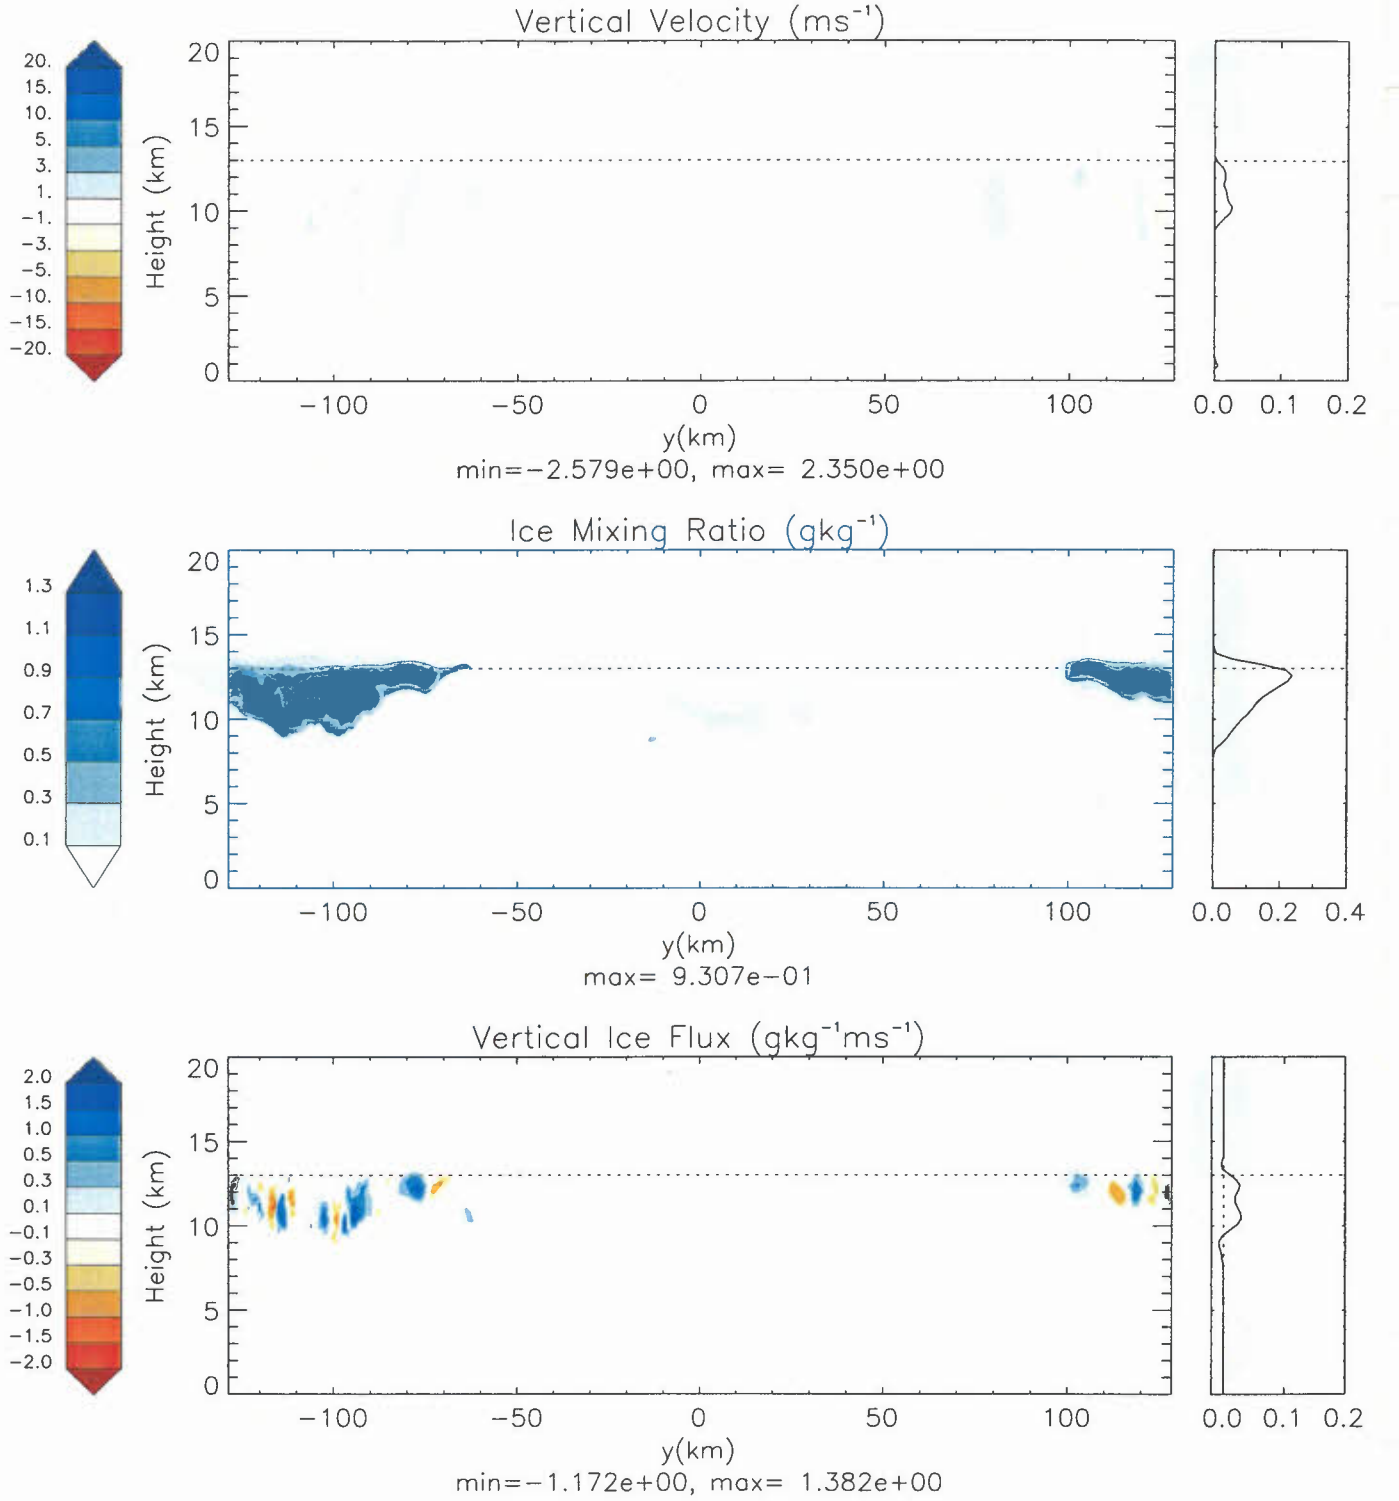 Vertical Velocity (ms⁻¹)
20.
15.
10.
5.
3.
1.
−1.
−3.
−5.
−10.
−15.
−20.
Height (km)
20
15
10
5
0
−100 −50 0 50 100
0.0 0.1 0.2
y(km)
min=−2.579e+00, max= 2.350e+00
Ice Mixing Ratio (gkg⁻¹)
1.3
1.1
0.9
0.7
0.5
0.3
0.1
Height (km)
20
15
10
5
0
−100 −50 0 50 100
0.0 0.2 0.4
y(km)
max= 9.307e−01
Vertical Ice Flux (gkg⁻¹ms⁻¹)
2.0
1.5
1.0
0.5
0.3
0.1
−0.1
−0.3
−0.5
−1.0
−1.5
−2.0
Height (km)
20
15
10
5
0
−100 −50 0 50 100
0.0 0.1 0.2
y(km)
min=−1.172e+00, max= 1.382e+00